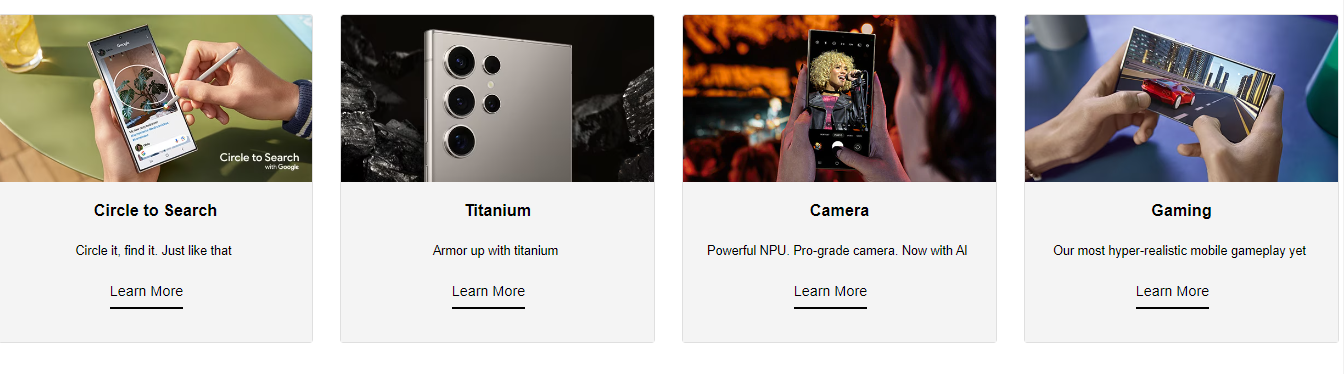 Google
Circle to Search
with Google
Circle to Search
Circle it, find it. Just like that
Learn More
Titanium
Armor up with titanium
Learn More
Camera
Powerful NPU. Pro-grade camera. Now with AI
Learn More
Gaming
Our most hyper-realistic mobile gameplay yet
Learn More